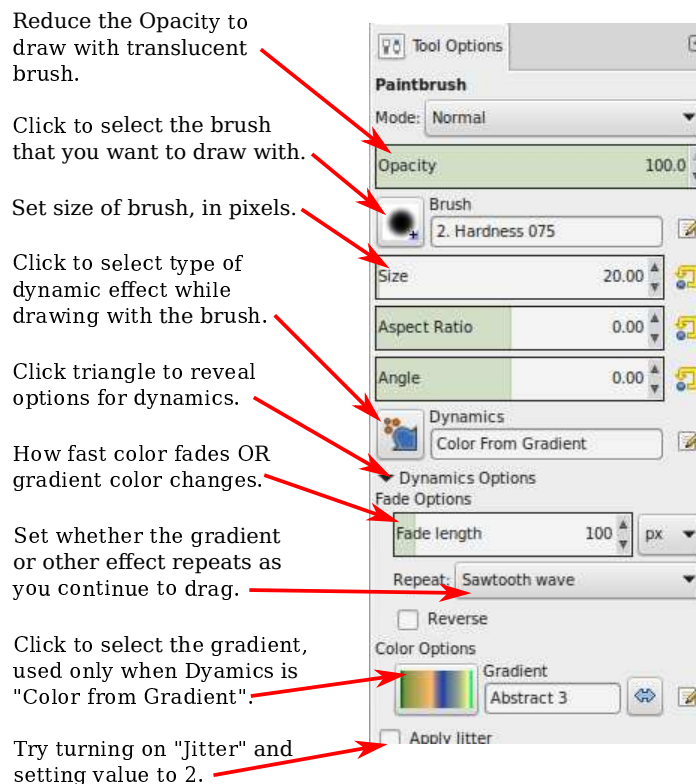 Reduce the Opacity to
draw with translucent
brush.
Click to select the brush
that you want to draw with.
Set size of brush, in pixels.
Click to select type of
dynamic effect while
drawing with the brush.
Click triangle to reveal
options for dynamics.
How fast color fades OR
gradient color changes.
Set whether the gradient
or other effect repeats as
you continue to drag.
Click to select the gradient,
used only when Dyamics is
"Color from Gradient".
Try turning on "Jitter" and
setting value to 2.
Tool Options
Paintbrush
Mode: Normal
Opacity 100.0
Brush
2. Hardness 075
Size 20.00
Aspect Ratio 0.00
Angle 0.00
Dynamics
Color From Gradient
Dynamics Options
Fade Options
Fade length 100 px
Repeat: Sawtooth wave
Reverse
Color Options
Gradient
Abstract 3
Apply Jitter